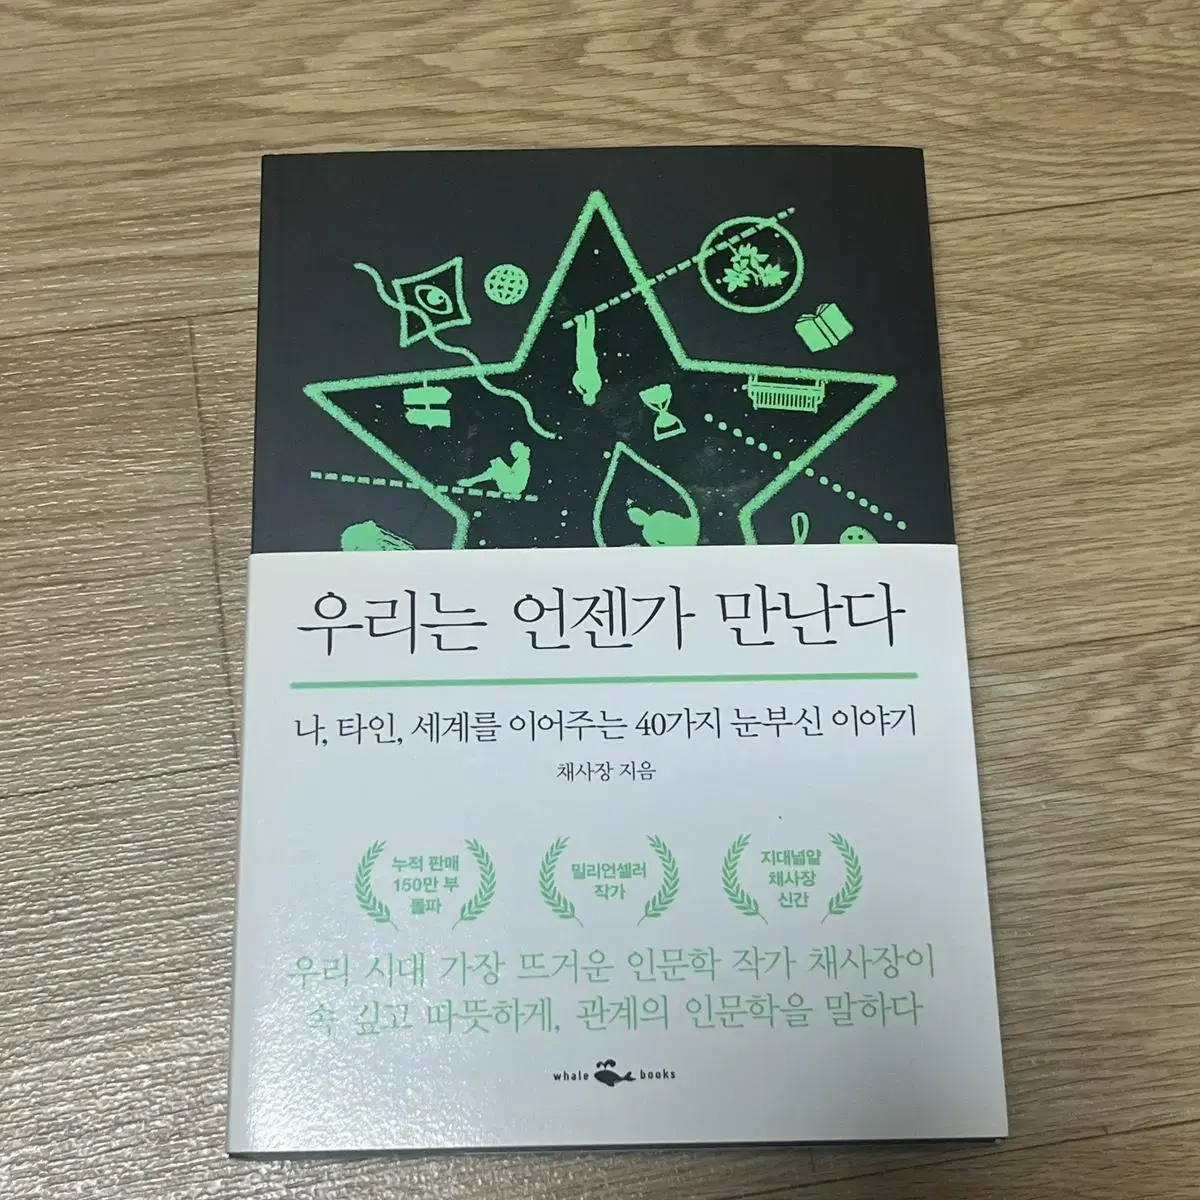 우리는 언젠가 만난다
나, 타인, 세계를 이어주는 40가지 눈부신 이야기
채사장 지음
누적 판매
150만 부
돌파
밀리언셀러
작가
지대넓얕
채사장
신간
우리 시대 가장 뜨거운 인문학 작가 채사장이
속 깊고 따뜻하게, 관계의 인문학을 말하다
whale books